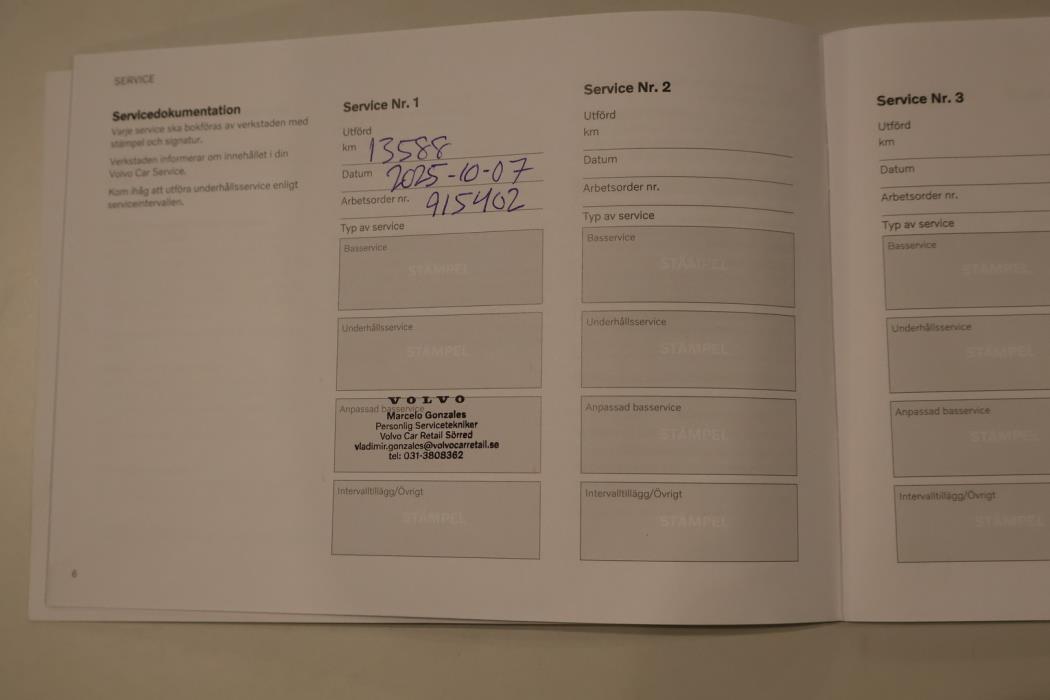 SERVICE
Servicedokumentation
Varje service ska bokföras av verkstaden med
stämpel och signatur.
Verkstaden informerar om innehållet i din
Volvo Car Service.
Kom ihåg att utföra underhållsservice enligt
serviceintervallen.
6
Service Nr. 1
Utförd
km 13588
Datum 2025-10-07
Arbetsorder nr. 915402
Typ av service
Basservice
STÄMPEL
Underhållsservice
STÄMPEL
Anpassad basservice
VOLVO
Marcelo Gonzales
Personlig Servicetekniker
Volvo Car Retail Sörred
vladimir.gonzales@volvocarretail.se
tel: 031-3808362
Intervalltillägg/Övrigt
STÄMPEL
Service Nr. 2
Utförd
km
Datum
Arbetsorder nr.
Typ av service
Basservice
STÄMPEL
Underhållsservice
STÄMPEL
Anpassad basservice
STÄMPEL
Intervalltillägg/Övrigt
STÄMPEL
Service Nr. 3
Utförd
km
Datum
Arbetsorder nr.
Typ av service
Basservice
STÄMPEL
Underhållsservice
STÄMPEL
Anpassad basservice
STÄMPEL
Intervalltillägg/Övrigt
STÄMPEL